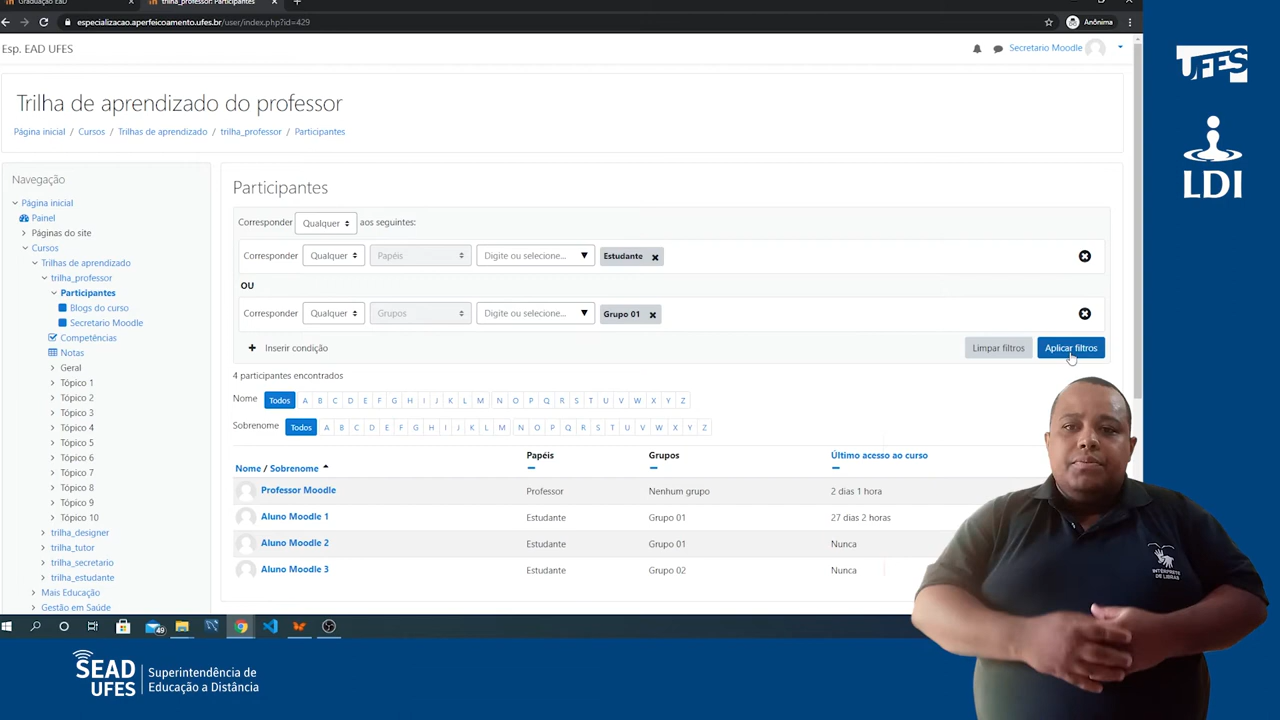 Graduação EaD
trilha_professor: Participantes
especializacao.aperfeicoamento.ufes.br/user/index.php?id=429
Anônima
Esp. EAD UFES
Secretario Moodle
Trilha de aprendizado do professor
Página inicial / Cursos / Trilhas de aprendizado / trilha_professor / Participantes
Navegação
Página inicial
Painel
Páginas do site
Cursos
Trilhas de aprendizado
trilha_professor
Participantes
Blogs do curso
Secretario Moodle
Competências
Notas
Geral
Tópico 1
Tópico 2
Tópico 3
Tópico 4
Tópico 5
Tópico 6
Tópico 7
Tópico 8
Tópico 9
Tópico 10
trilha_designer
trilha_tutor
trilha_secretario
trilha_estudante
Mais Educação
Gestão em Saúde
Participantes
Corresponder Qualquer aos seguintes:
Corresponder Qualquer Papéis Digite ou selecione... Estudante
OU
Corresponder Qualquer Grupos Digite ou selecione... Grupo 01
Inserir condição Limpar filtros Aplicar filtros
4 participantes encontrados
Nome Todos A B C D E F G H I J K L M N O P Q R S T U V W X Y Z
Sobrenome Todos A B C D E F G H I J K L M N O P Q R S T U V W X Y Z
Nome / Sobrenome Papéis Grupos Último acesso ao curso
Professor Moodle Professor Nenhum grupo 2 dias 1 hora
Aluno Moodle 1 Estudante Grupo 01 27 dias 2 horas
Aluno Moodle 2 Estudante Grupo 01 Nunca
Aluno Moodle 3 Estudante Grupo 02 Nunca
49
UFES
LDI
INTÉRPRETE
DE LIBRAS
SEAD
UFES
Superintendência de
Educação a Distância